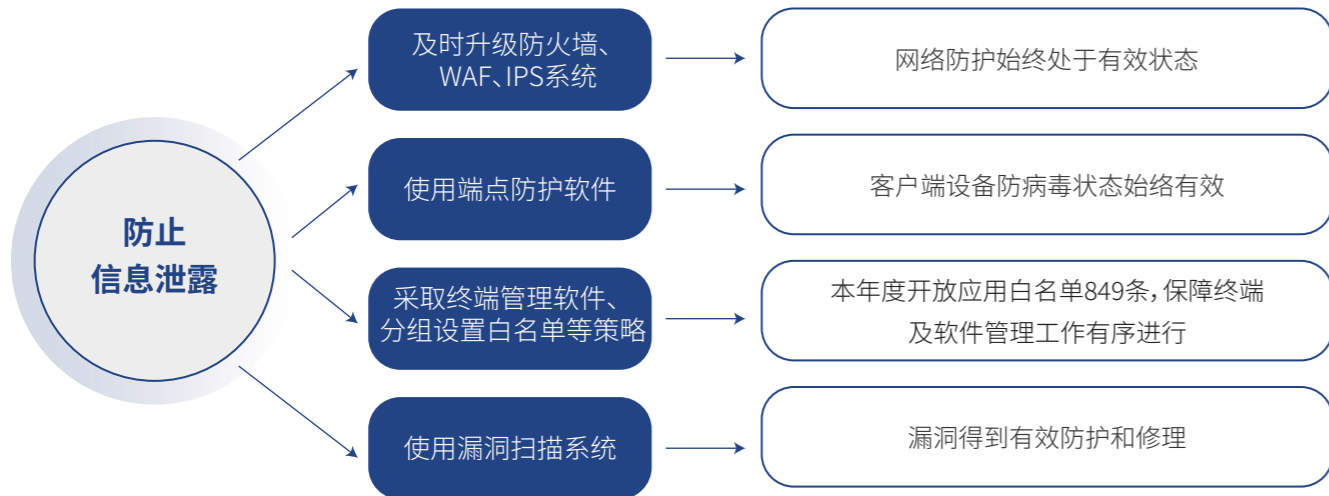 防止
信息泄露
及时升级防火墙、
WAF、IPS系统
网络防护始终处于有效状态
使用端点防护软件
客户端设备防病毒状态始络有效
采取终端管理软件、
分组设置白名单等策略
本年度开放应用白名单849条，保障终端
及软件管理工作有序进行
使用漏洞扫描系统
漏洞得到有效防护和修理